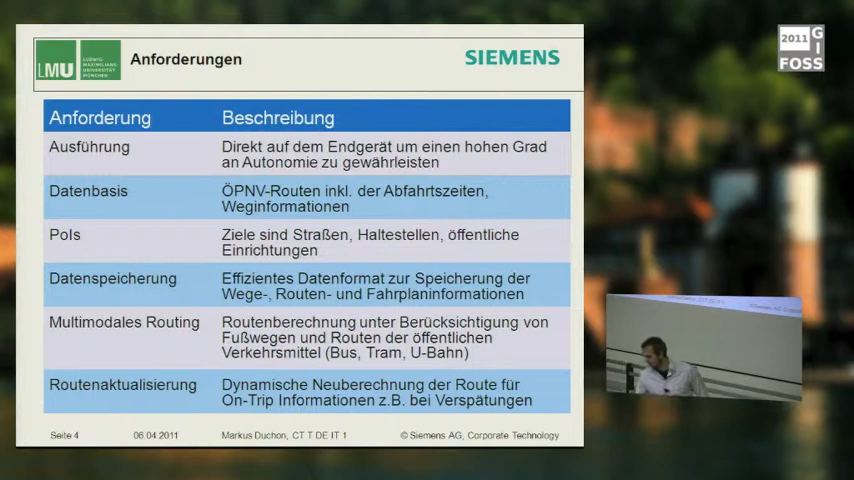 LMU
LUDWIG
MAXIMILIANS
UNIVERSITÄT
MÜNCHEN
Anforderungen
SIEMENS
2011
GIS
FOSS
Anforderung Beschreibung
Ausführung Direkt auf dem Endgerät um einen hohen Grad
an Autonomie zu gewährleisten
Datenbasis ÖPNV-Routen inkl. der Abfahrtszeiten,
Weginformationen
PoIs Ziele sind Straßen, Haltestellen, öffentliche
Einrichtungen
Datenspeicherung Effizientes Datenformat zur Speicherung der
Wege-, Routen- und Fahrplaninformationen
Multimodales Routing Routenberechnung unter Berücksichtigung von
Fußwegen und Routen der öffentlichen
Verkehrsmittel (Bus, Tram, U-Bahn)
Routenaktualisierung Dynamische Neuberechnung der Route für
On-Trip Informationen z.B. bei Verspätungen
Seite 4 06.04.2011 Markus Duchon, CT T DE IT 1 © Siemens AG, Corporate Technology